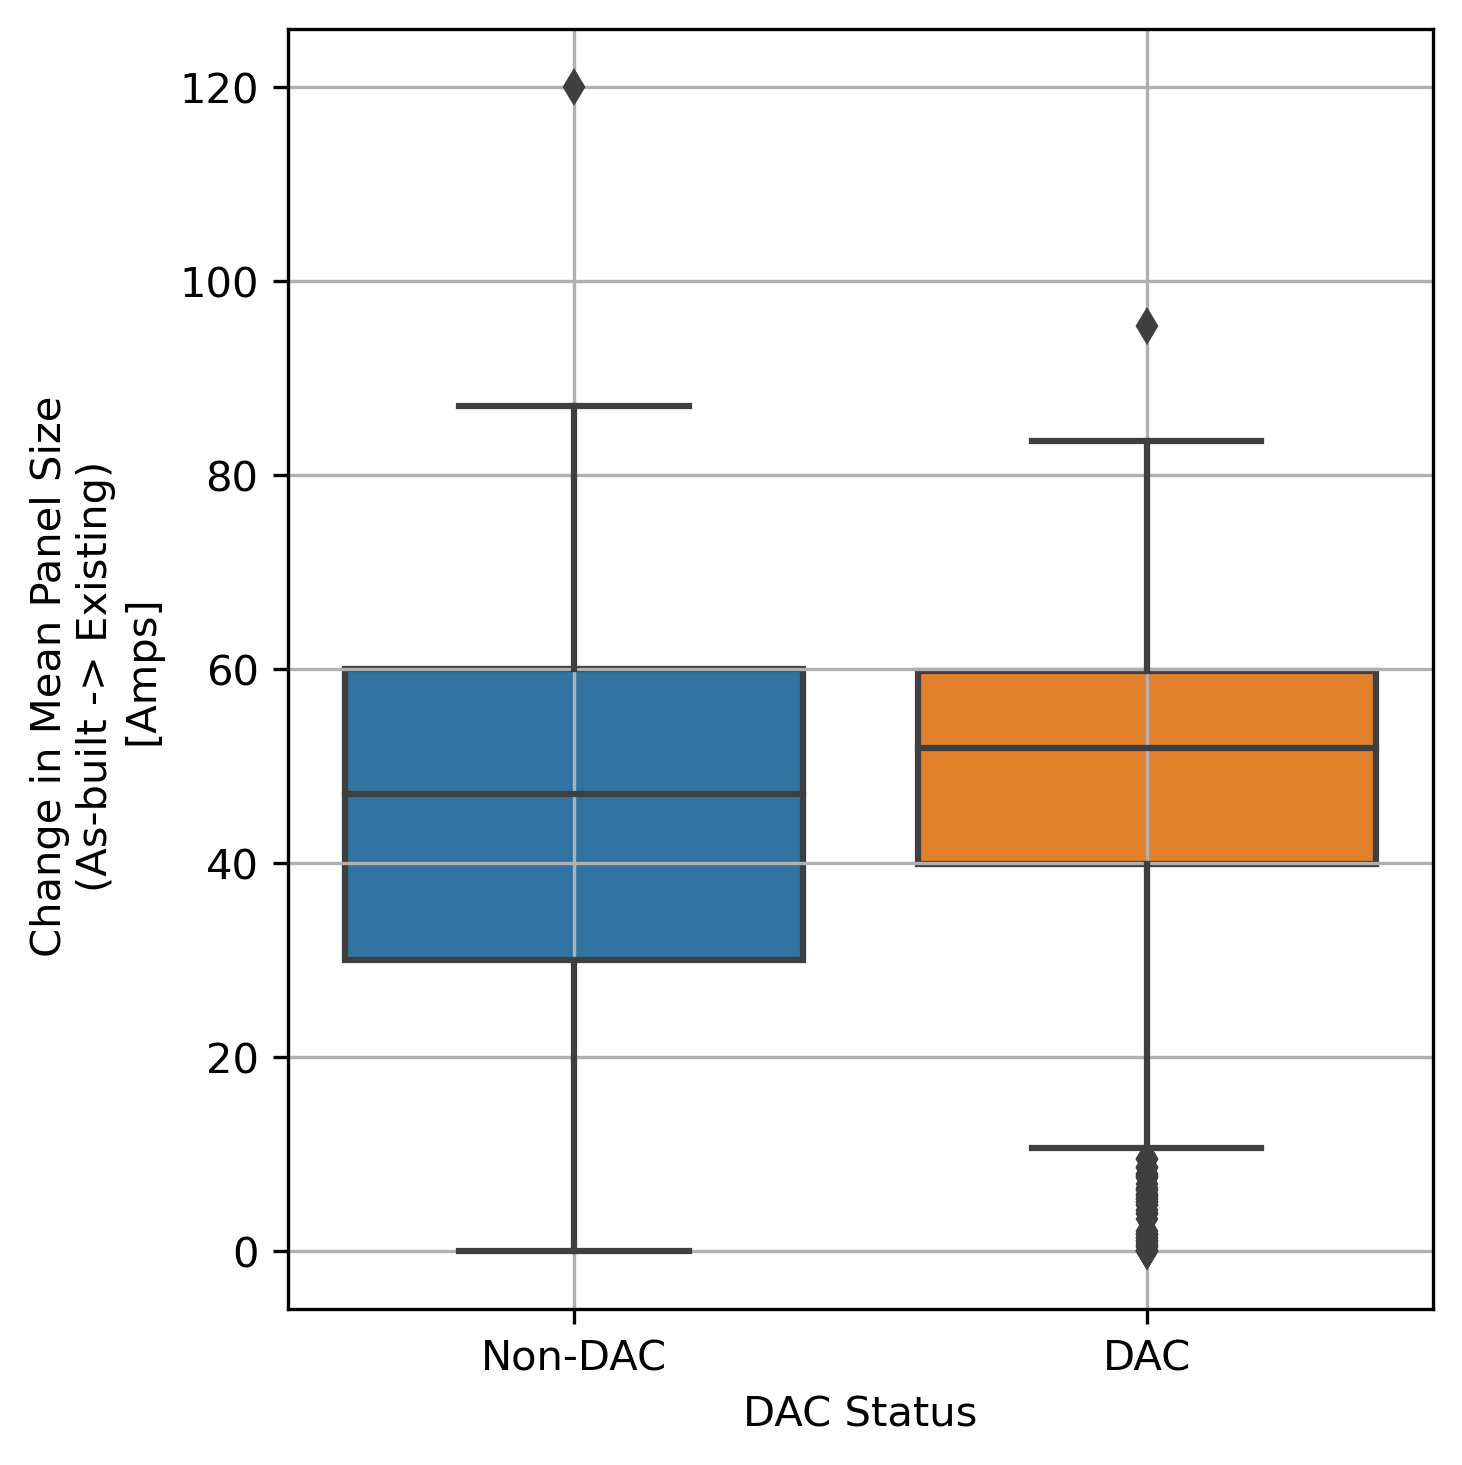 Change in Mean Panel Size
(As-built -> Existing)
[Amps]
120
100
80
60
40
20
0
Non-DAC
DAC
DAC Status